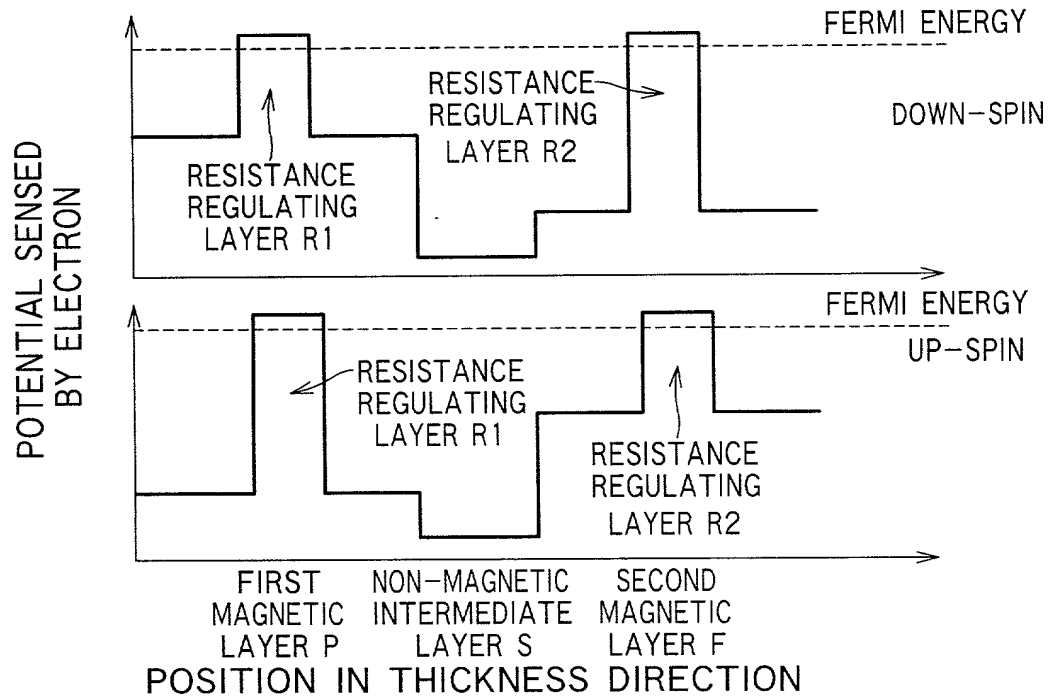 FERMI ENERGY
RESISTANCE
REGULATING
LAYER R2
DOWN-SPIN
RESISTANCE
REGULATING
LAYER R1
POTENTIAL SENSED
BY ELECTRON
FERMI ENERGY
UP-SPIN
RESISTANCE
REGULATING
LAYER R1
RESISTANCE
REGULATING
LAYER R2
FIRST
MAGNETIC
LAYER P
NON-MAGNETIC
INTERMEDIATE
LAYER S
SECOND
MAGNETIC
LAYER F
POSITION IN THICKNESS DIRECTION